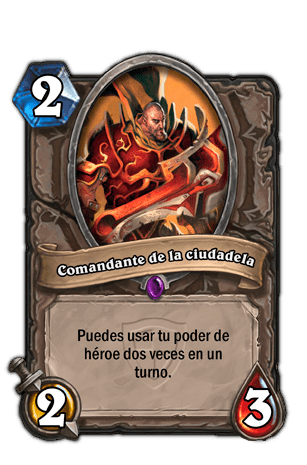 2
Comandante de la ciudadela
Puedes usar tu poder de
héroe dos veces en un
turno.
2
3